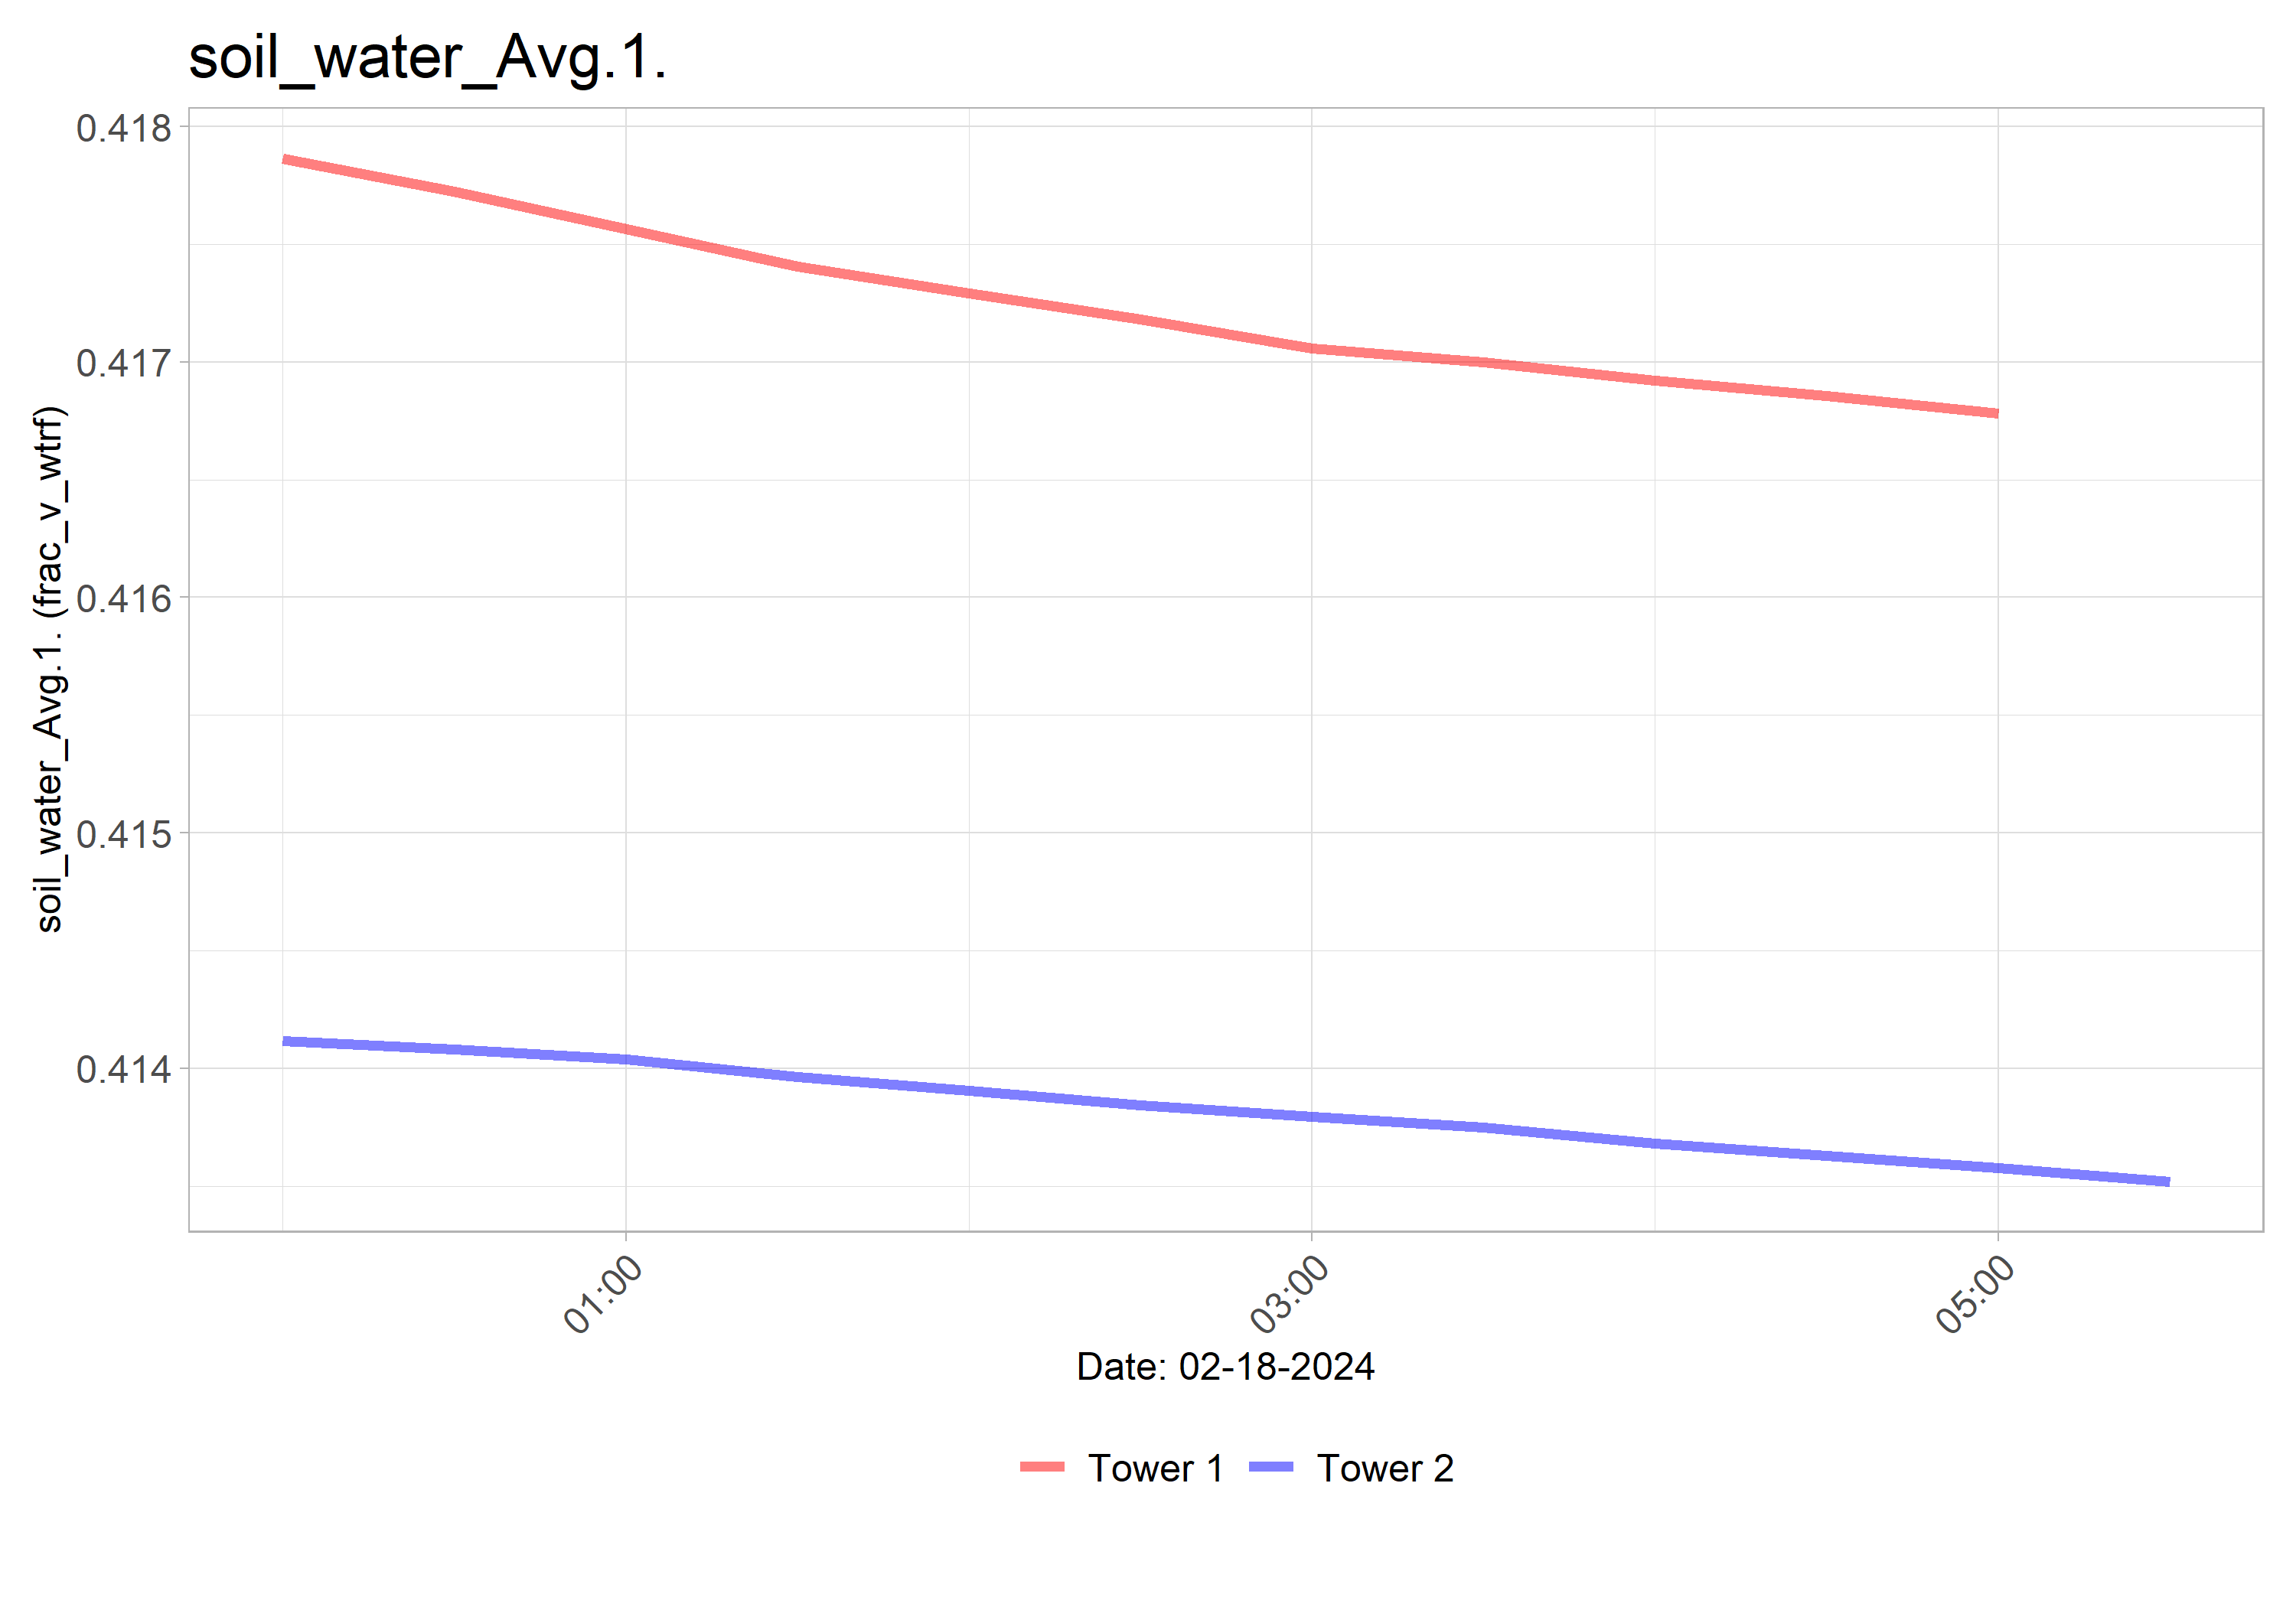 soil_water_Avg.1.
soil_water_Avg.1. (frac_v_wtrf)
0.418
0.417
0.416
0.415
0.414
01:00
03:00
05:00
Date: 02-18-2024
Tower 1
Tower 2